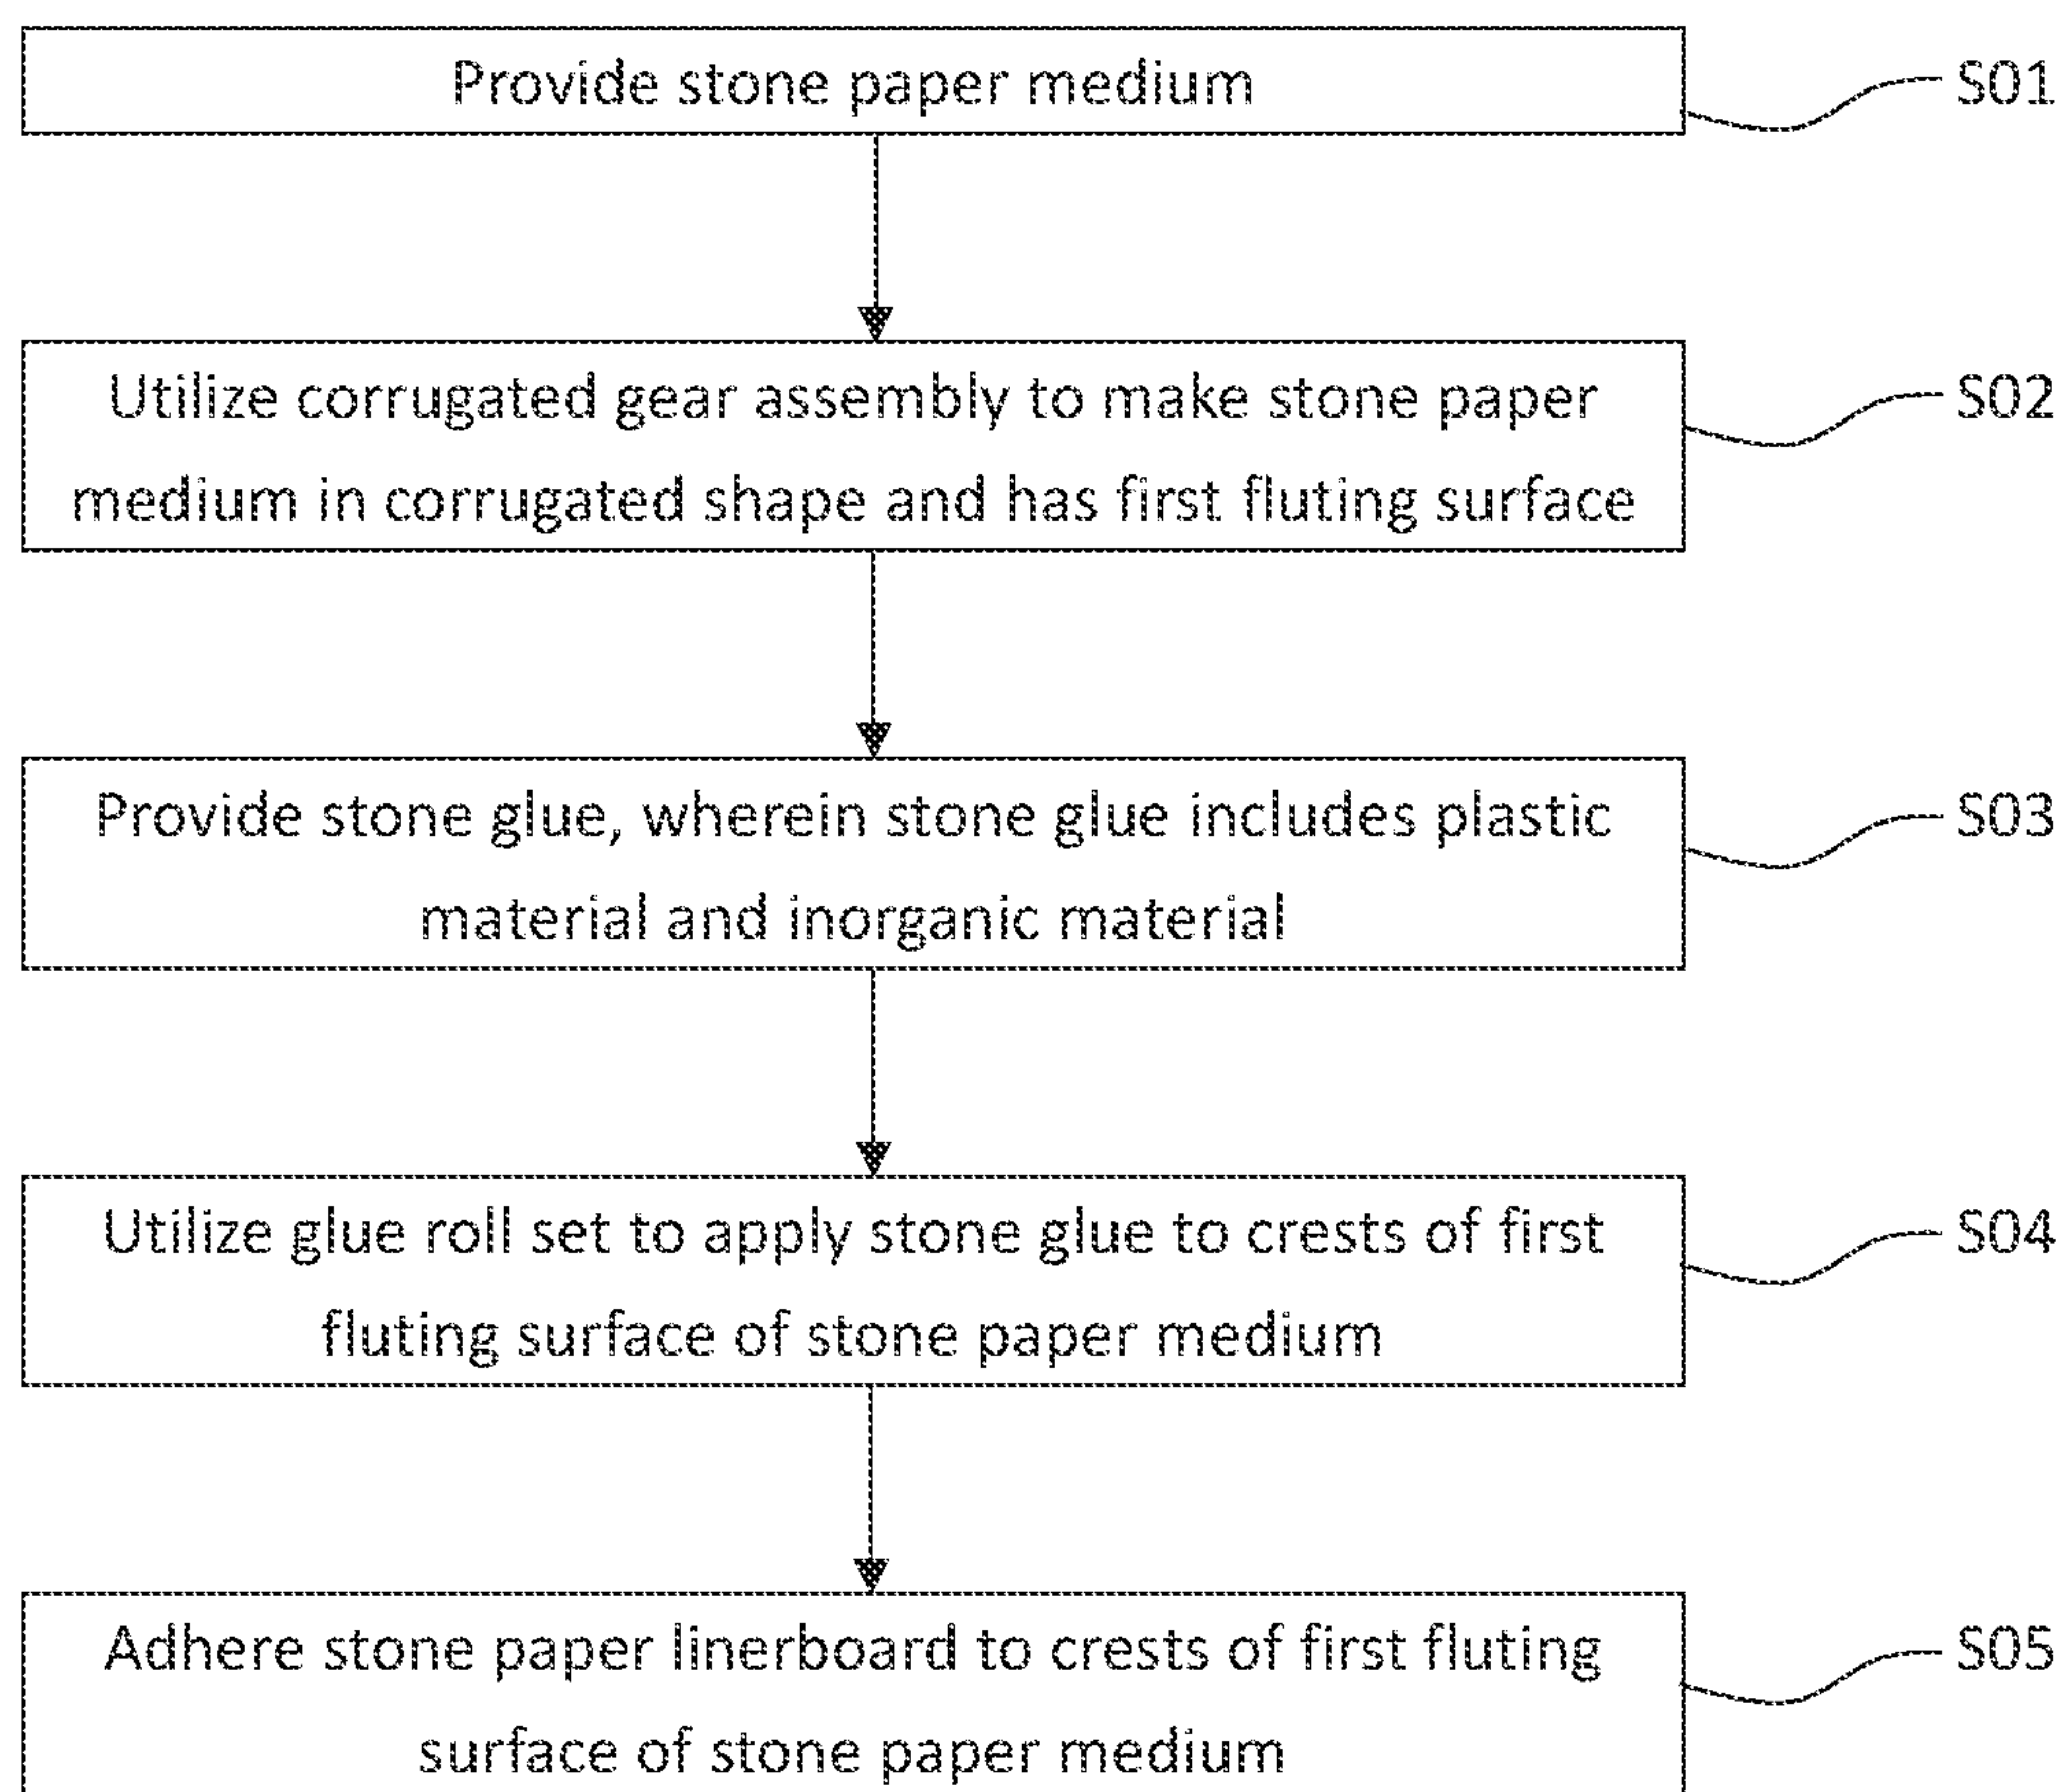 Provide stone paper medium
S01
Utilize corrugated gear assembly to make stone paper
medium in corrugated shape and has first fluting surface
S02
Provide stone glue, wherein stone glue includes plastic
material and inorganic material
S03
Utilize glue roll set to apply stone glue to crests of first
fluting surface of stone paper medium
S04
Adhere stone paper linerboard to crests of first fluting
surface of stone paper medium
S05